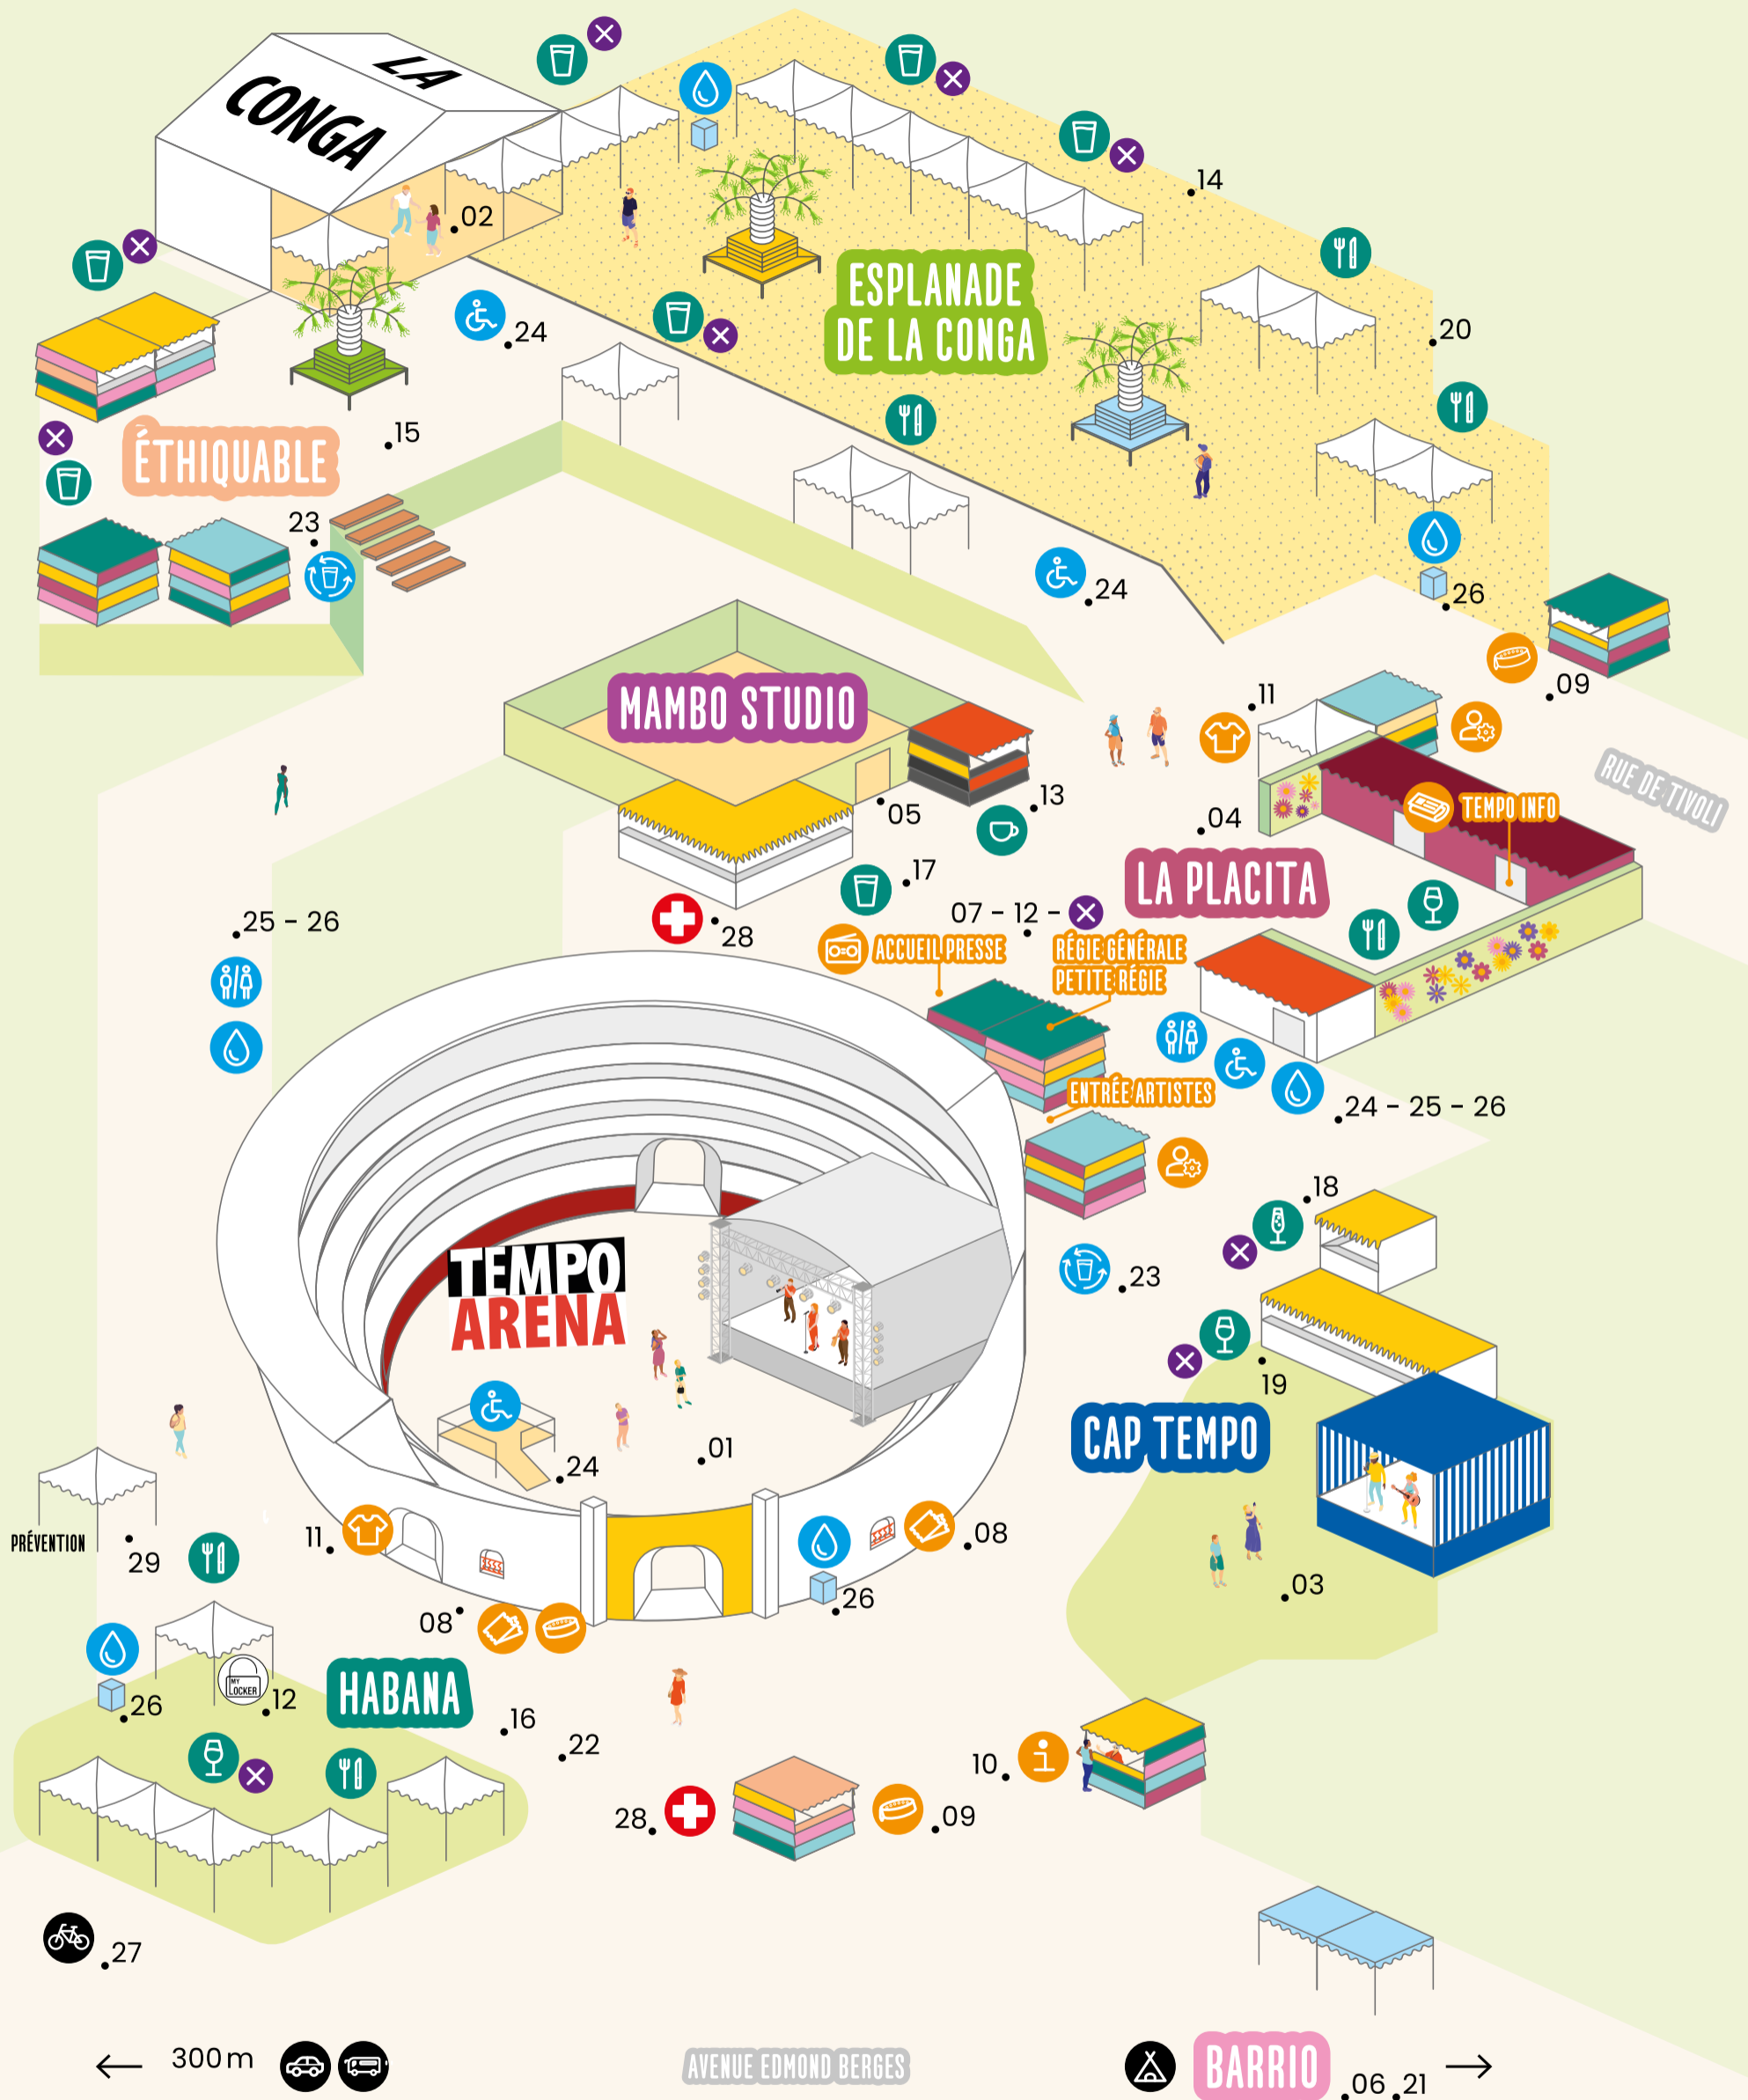 LA
CONGA
.14
.02
ESPLANADE
DE LA CONGA
.24
.20
.15
ÉTHIQUABLE
23
.24
.26
.09
MAMBO STUDIO
.11
RUE DE TIVOLI
.05
.13
.04
TEMPO INFO
.17
LA PLACITA
.25 - 26
.28
07 - 12 -
ACCUEIL PRESSE
RÉGIE GÉNÉRALE
PETITE RÉGIE
ENTRÉE ARTISTES
.24 - 25 - 26
.18
TEMPO
ARENA
.23
19
CAP TEMPO
.01
.24
PRÉVENTION
29
11.
.08
.03
.26
08
MY
LOCKER
.26
.12
HABANA
.16
.22
10.
28.
.09
.27
300 m
AVENUE EDMOND BERGES
BARRIO
.06 .21